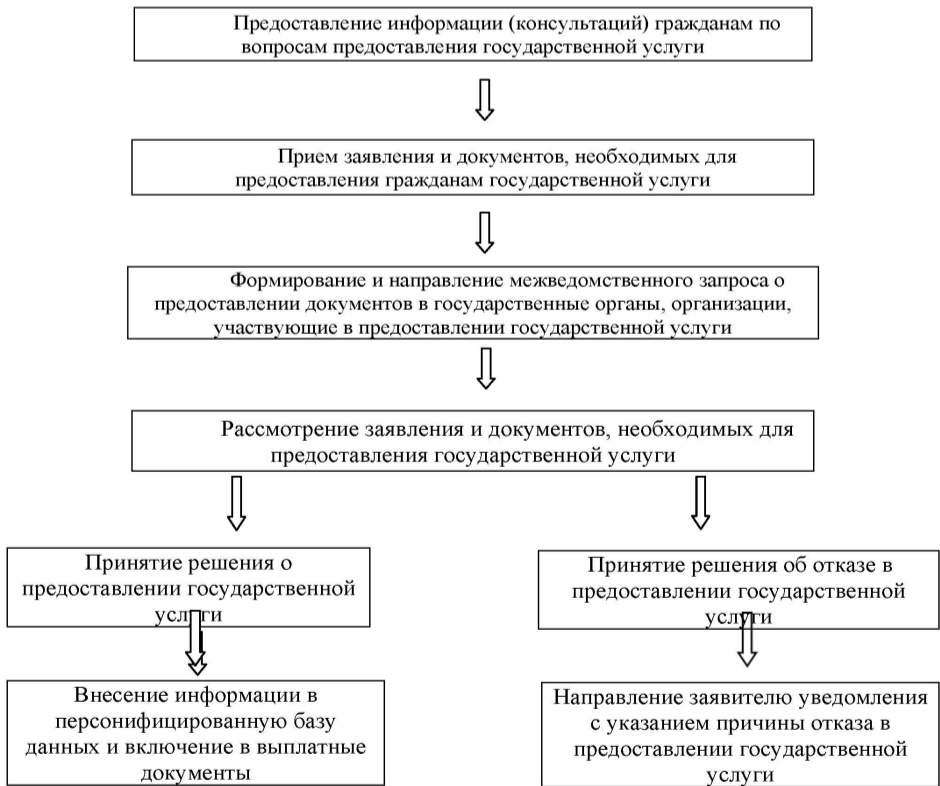 Предоставление информации (консультаций) гражданам по
вопросам предоставления государственной услуги
Прием заявления и документов, необходимых для
предоставления гражданам государственной услуги
Формирование и направление межведомственного запроса о
предоставлении документов в государственные органы, организации,
участвующие в предоставлении государственной услуги
Рассмотрение заявления и документов, необходимых для
предоставления государственной услуги
Принятие решения о
предоставлении государственной
услуги
Принятие решения об отказе в
предоставлении государственной
услуги
Внесение информации в
персонифицированную базу
данных и включение в выплатные
документы
Направление заявителю уведомления
с указанием причины отказа в
предоставлении государственной
услуги